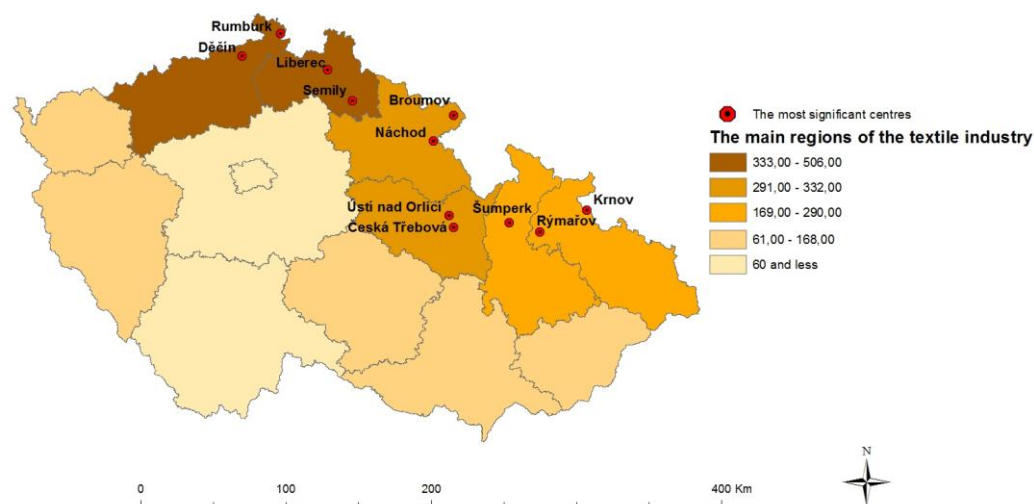 Rumburk
Děčín
Liberec
Semily
Broumov
Náchod
Ústí nad Orlicí
Šumperk
Krnov
Česká Třebová
Rýmařov
The most significant centres
The main regions of the textile industry
333,00 - 506,00
291,00 - 332,00
169,00 - 290,00
61,00 - 168,00
60 and less
N
0 100 200 400 Km